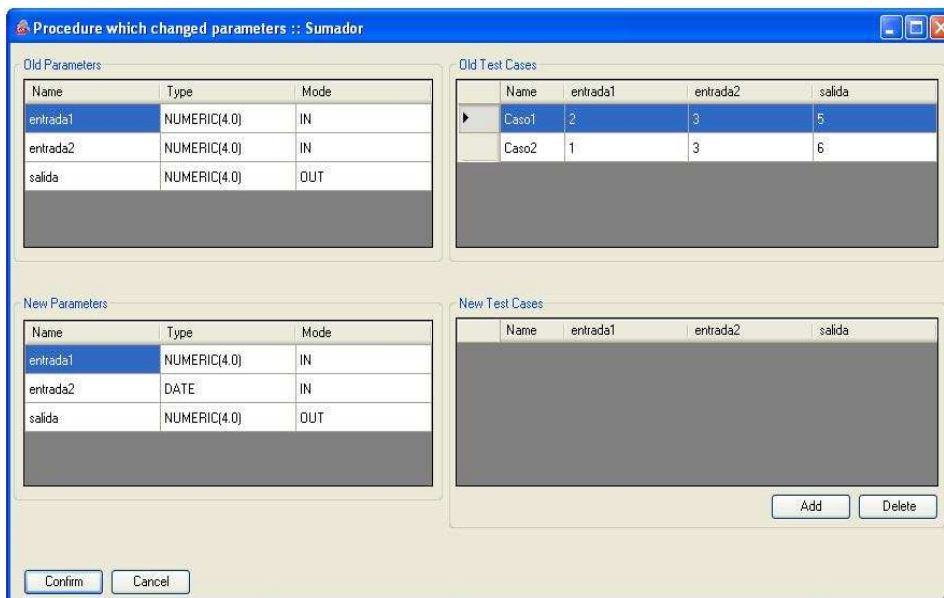 Procedure which changed parameters :: Sumador
Old Parameters
Name Type Mode
entrada1 NUMERIC(4.0) IN
entrada2 NUMERIC(4.0) IN
salida NUMERIC(4.0) OUT
Old Test Cases
Name entrada1 entrada2 salida
Caso1 2 3 5
Caso2 1 3 6
New Parameters
Name Type Mode
entrada1 NUMERIC(4.0) IN
entrada2 DATE IN
salida NUMERIC(4.0) OUT
New Test Cases
Name entrada1 entrada2 salida
Add Delete
Confirm Cancel